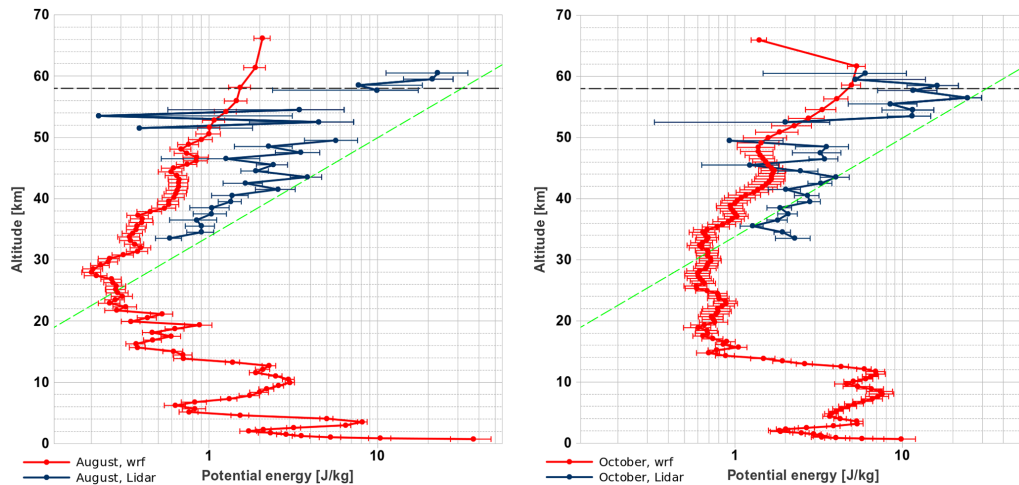 70
60
50
40
30
20
10
0
Altitude [km]
1
10
Potential energy [J/kg]
August, wrf
August, Lidar
70
60
50
40
30
20
10
0
Altitude [km]
1
10
Potential energy [J/kg]
October, wrf
October, Lidar